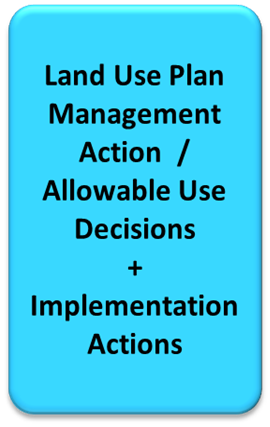 Land Use Plan
Management
Action  /
Allowable Use
Decisions
+
Implementation
Actions